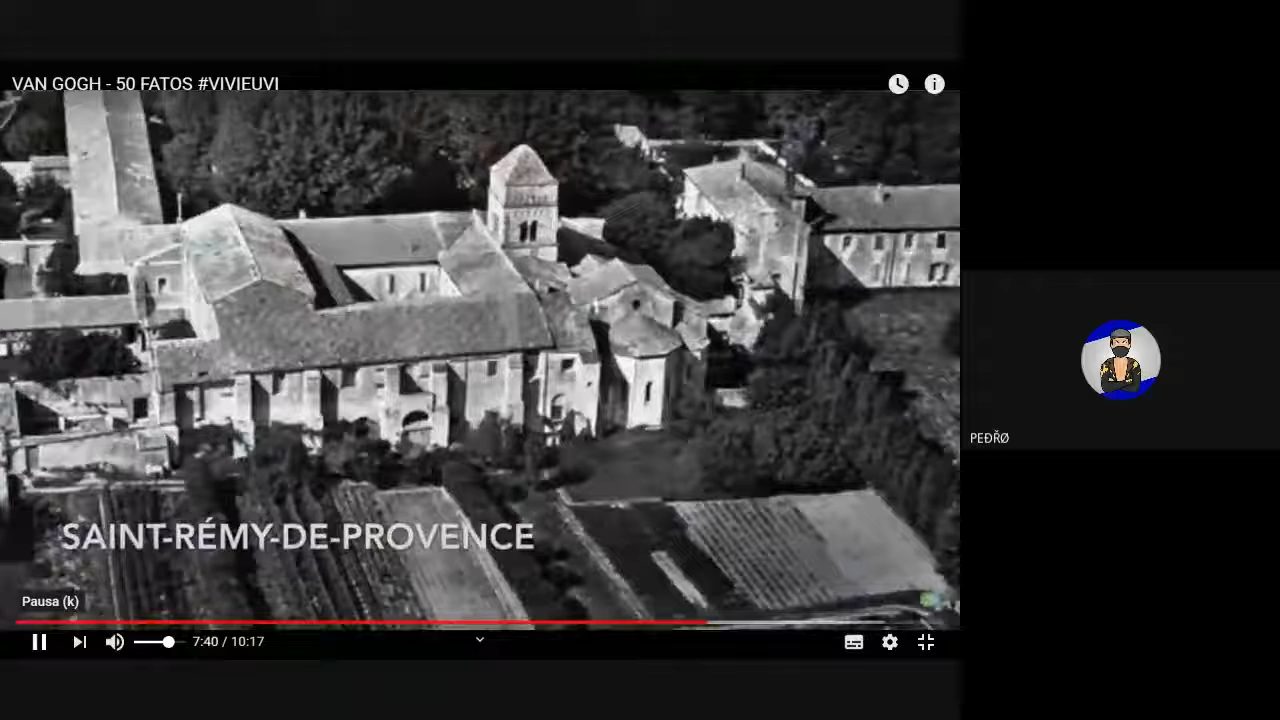 VAN GOGH - 50 FATOS #VIVIEUVI
SAINT-RÉMY-DE-PROVENCE
Pausa (k)
7:40 / 10:17
PEĐŘØ